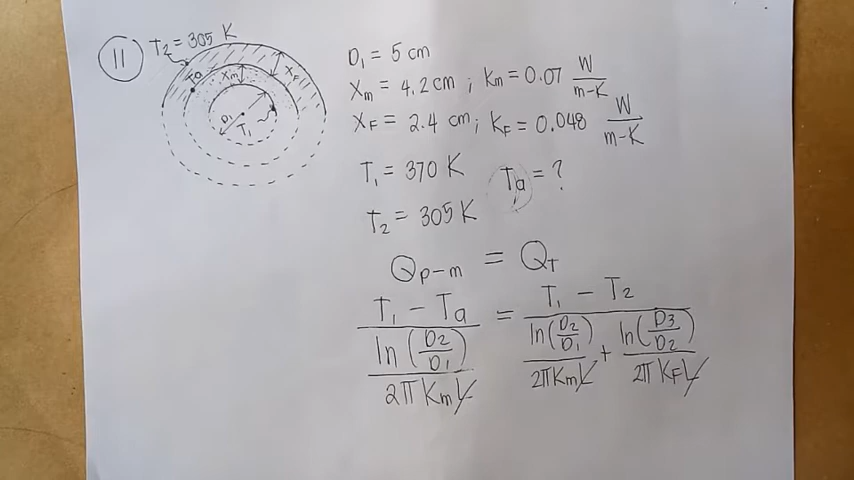 11
T₂ = 305 K
Ta
Xm
XF
D₁
T₁
D₁ = 5 cm
Xm = 4.2 cm ; Km = 0.07 W/m-K
XF = 2.4 cm ; KF = 0.048 W/m-K
T₁ = 370 K
Ta = ?
T₂ = 305 K
Qp-m = QT
T₁ - Ta = T₁ - T₂
ln (D₂/D₁) ln (D₂/D₁) + ln (D3/D₂)
2πKmL 2πKmL 2πKFL